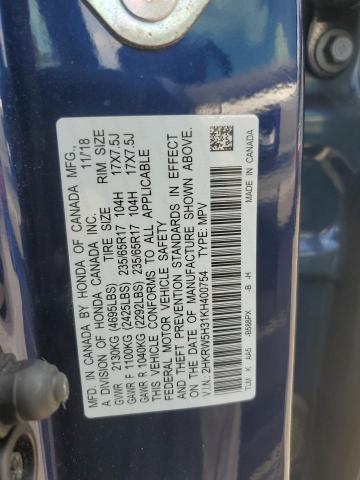 MFD. IN CANADA BY HONDA OF CANADA MFG.,
A DIVISION OF HONDA CANADA INC. 11/18
TIRE SIZE RIM SIZE
GVWR 2130KG (4695LBS)
GAWR F 1100KG (2425LBS) 235/65R17 104H 17X7.5J
GAWR R 1040KG (2292LBS) 235/65R17 104H 17X7.5J
THIS VEHICLE CONFORMS TO ALL APPLICABLE
FEDERAL MOTOR VEHICLE SAFETY
AND THEFT PREVENTION STANDARDS IN EFFECT
ON THE DATE OF MANUFACTURE SHOWN ABOVE.
V.I.N.: 2HKRW5H31KH400754 TYPE: MPV
TLM K AA5 -B588PX -B -H MADE IN CANADA